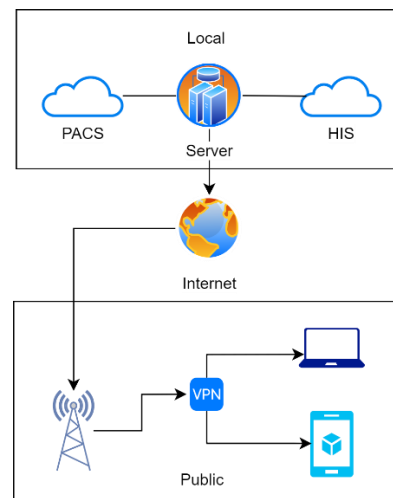 Local
PACS
HIS
Server
Internet
VPN
Public